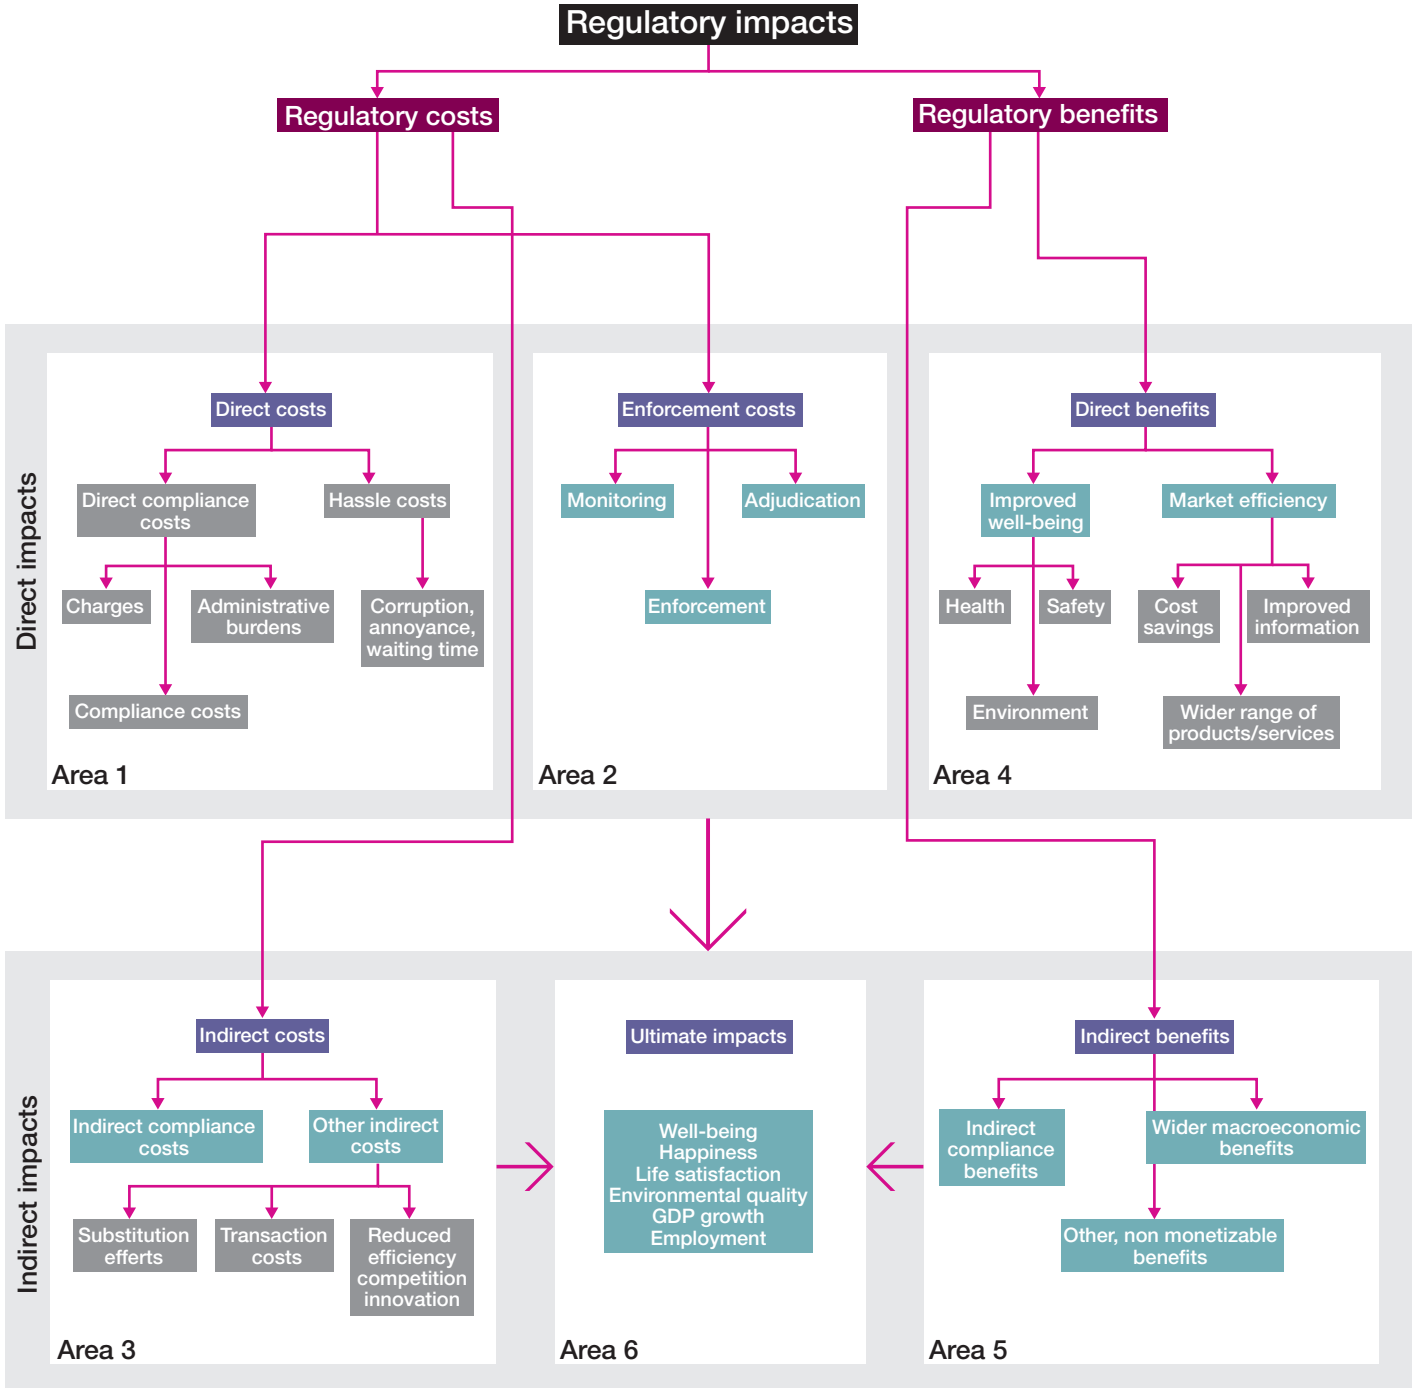 Regulatory impacts
Regulatory costs
Regulatory benefits
Direct impacts
Direct costs
Direct compliance
costs
Hassle costs
Charges
Administrative
burdens
Corruption,
annoyance,
waiting time
Compliance costs
Area 1
Enforcement costs
Monitoring
Adjudication
Enforcement
Area 2
Direct benefits
Improved
well-being
Market efficiency
Health
Safety
Cost
savings
Improved
information
Environment
Wider range of
products/services
Area 4
Indirect impacts
Indirect costs
Indirect compliance
costs
Other indirect
costs
Substitution
efferts
Transaction
costs
Reduced
efficiency
competition
innovation
Area 3
Ultimate impacts
Well-being
Happiness
Life satisfaction
Environmental quality
GDP growth
Employment
Area 6
Indirect benefits
Indirect
compliance
benefits
Wider macroeconomic
benefits
Other, non monetizable
benefits
Area 5